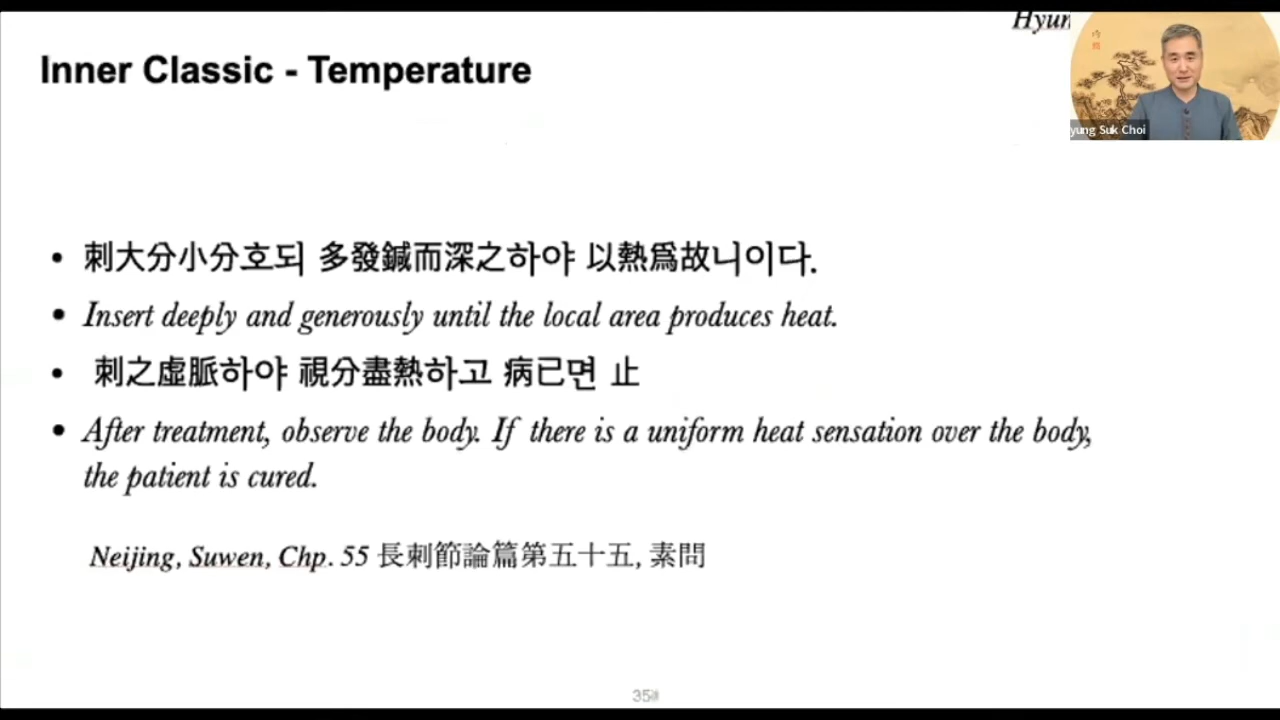 Hyun
Inner Classic - Temperature
yung Suk Choi
• 刺大分小分호되 多發鍼而深之하야 以熱爲故니이다.
• Insert deeply and generously until the local area produces heat.
• 刺之虛脈하야 視分盡熱하고 病已면 止
• After treatment, observe the body. If there is a uniform heat sensation over the body,
the patient is cured.
Neijing, Suwen, Chp. 55 長刺節論篇第五十五, 素問